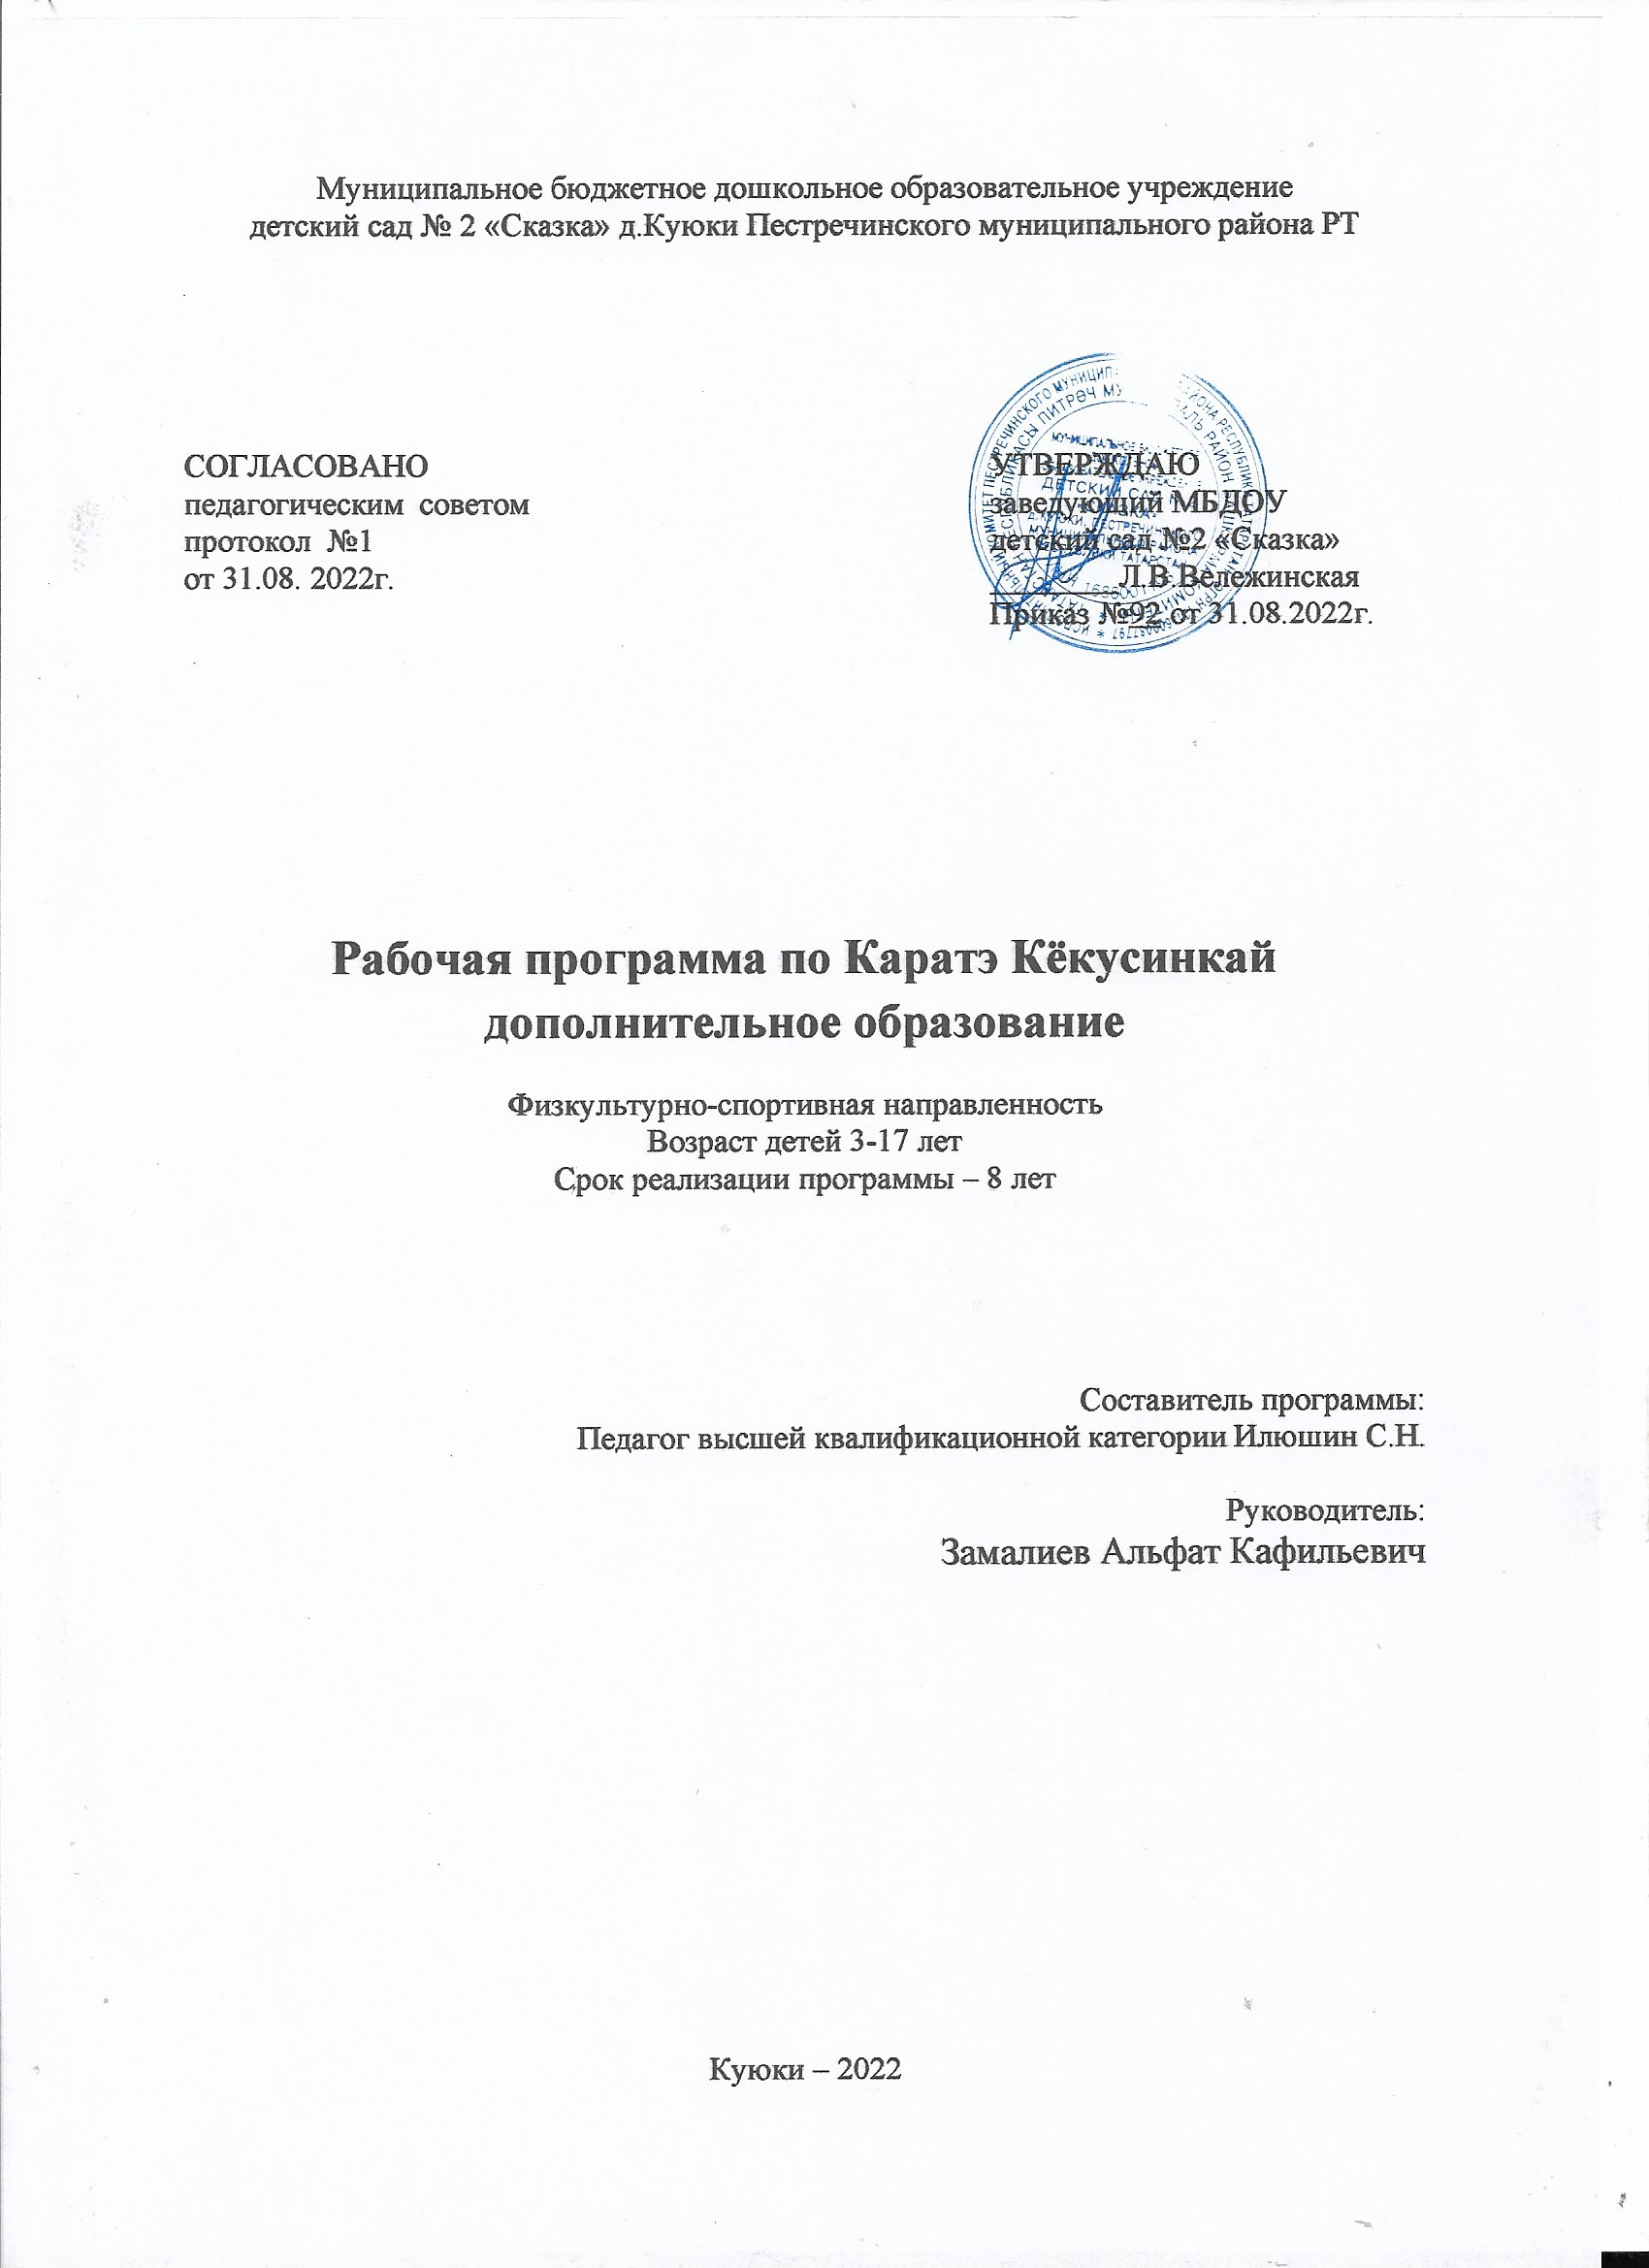 Муниципальное бюджетное дошкольное образовательное учреждение
детский сад № 2 «Сказка» д.Куюки Пестречинского муниципального района РТ
СОГЛАСОВАНО
педагогическим советом
протокол №1
от 31.08. 2022г.
УТВЕРЖДАЮ
заведующий МБДОУ
детский сад №2 «Сказка»
Л.В.Вележинская
Приказ №92 от 31.08.2022г.
Рабочая программа по Каратэ Кёкусинкай
дополнительное образование
Физкультурно-спортивная направленность
Возраст детей 3-17 лет
Срок реализации программы – 8 лет
Составитель программы:
Педагог высшей квалификационной категории Илюшин С.Н.
Руководитель:
Замалиев Альфат Кафильевич
Куюки – 2022